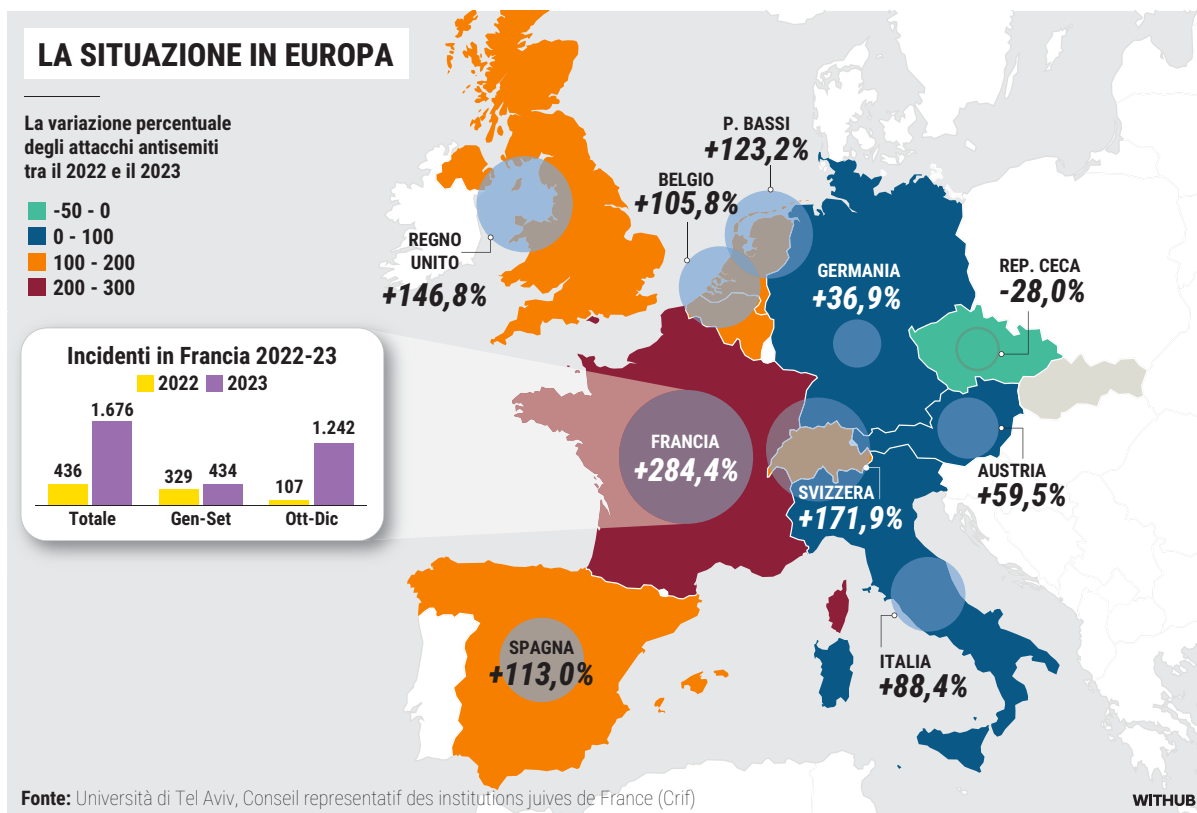 LA SITUAZIONE IN EUROPA
La variazione percentuale
degli attacchi antisemiti
tra il 2022 e il 2023
-50 - 0
0 - 100
100 - 200
200 - 300
P. BASSI
+123,2%
BELGIO
+105,8%
REGNO
UNITO
+146,8%
GERMANIA
+36,9%
REP. CECA
-28,0%
Incidenti in Francia 2022-23
2022 2023
436
1.676
329
434
107
1.242
Totale
Gen-Set
Ott-Dic
FRANCIA
+284,4%
SVIZZERA
+171,9%
AUSTRIA
+59,5%
SPAGNA
+113,0%
ITALIA
+88,4%
Fonte: Università di Tel Aviv, Conseil representatif des institutions juives de France (Crif)
WITHUB